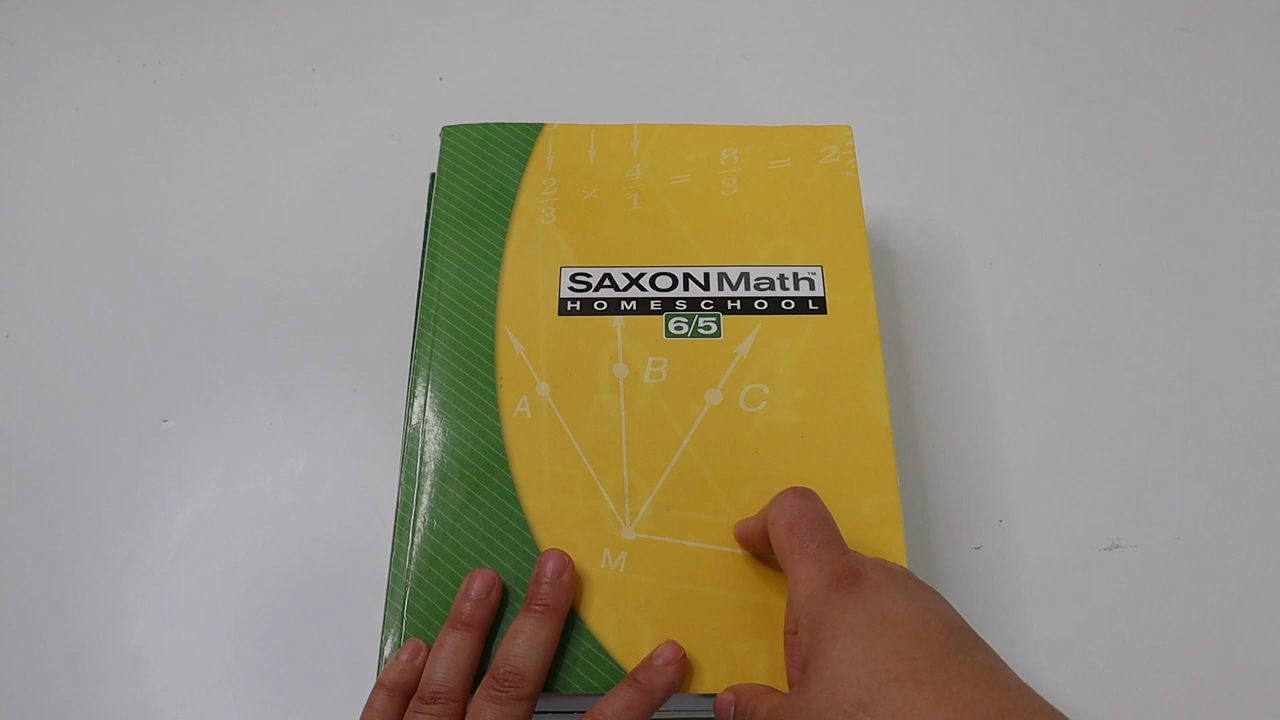 2/3 × 4/1 = 8/3 = 2
SAXON Math™
HOMESCHOOL
6/5
B
A
C
M